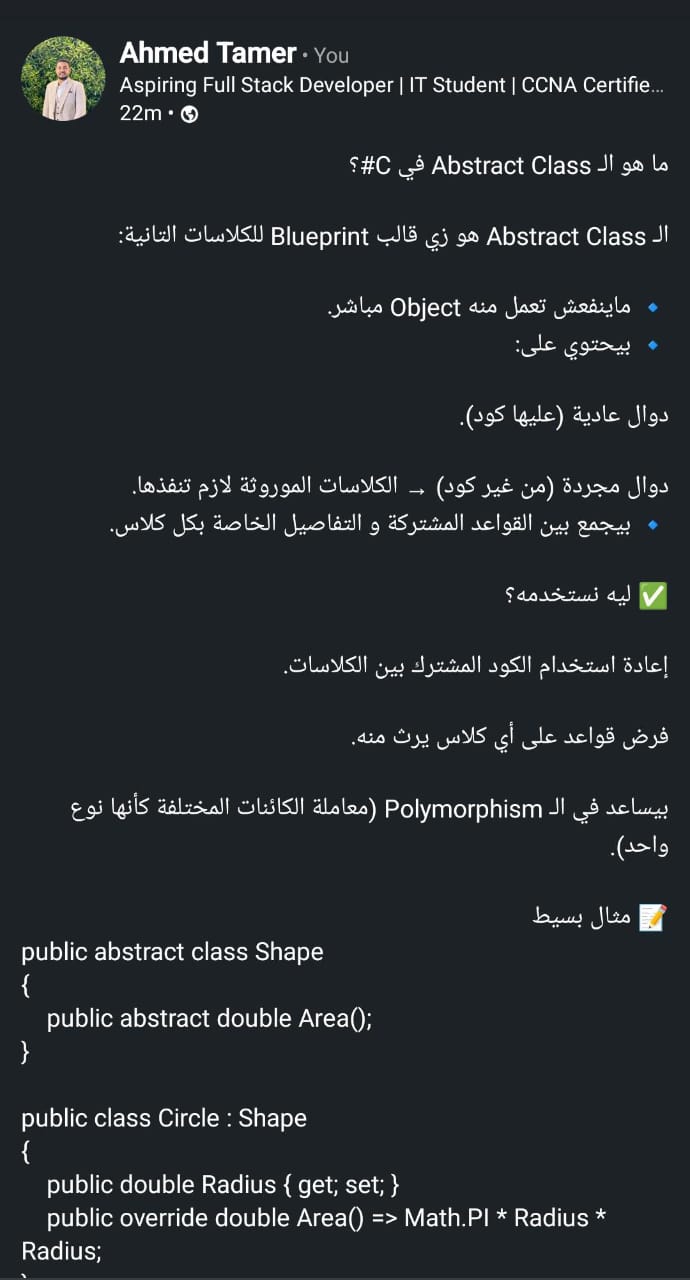 Ahmed Tamer • You
Aspiring Full Stack Developer | IT Student | CCNA Certifie...
22m •
ما هو الـ Abstract Class في C#؟
الـ Abstract Class هو زي قالب Blueprint للكلاسات التانية:
🔹 ماينفعش تعمل منه Object مباشر.
🔹 بيحتوي على:
دوال عادية (عليها كود).
دوال مجردة (من غير كود) → الكلاسات الموروثة لازم تنفذها.
🔹 بيجمع بين القواعد المشتركة و التفاصيل الخاصة بكل كلاس.
✅ ليه نستخدمه؟
إعادة استخدام الكود المشترك بين الكلاسات.
فرض قواعد على أي كلاس يرث منه.
بيساعد في الـ Polymorphism (معاملة الكائنات المختلفة كأنها نوع
واحد).
📝 مثال بسيط
public abstract class Shape
{
public abstract double Area();
}
public class Circle : Shape
{
public double Radius { get; set; }
public override double Area() => Math.PI * Radius *
Radius;